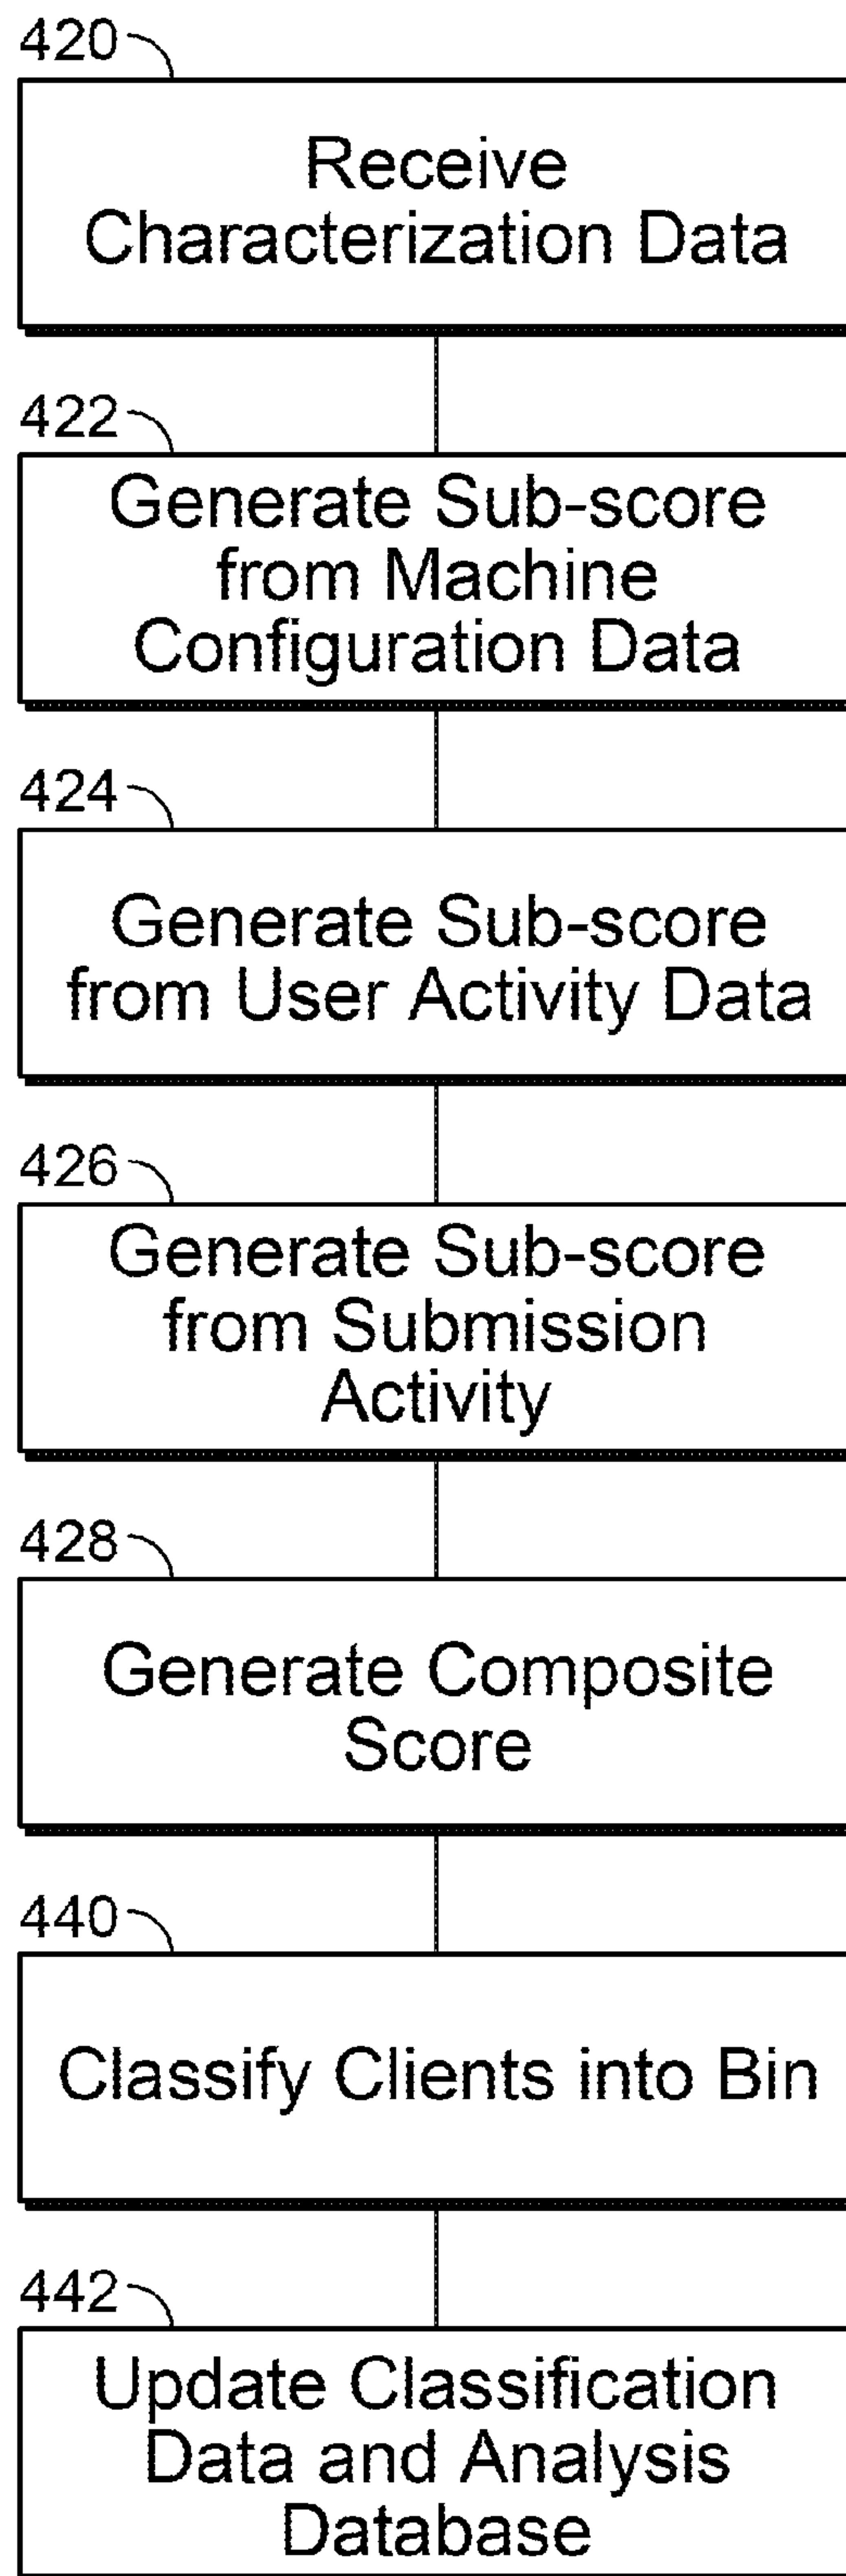 420
Receive
Characterization Data
422
Generate Sub-score
from Machine
Configuration Data
424
Generate Sub-score
from User Activity Data
426
Generate Sub-score
from Submission
Activity
428
Generate Composite
Score
440
Classify Clients into Bin
442
Update Classification
Data and Analysis
Database